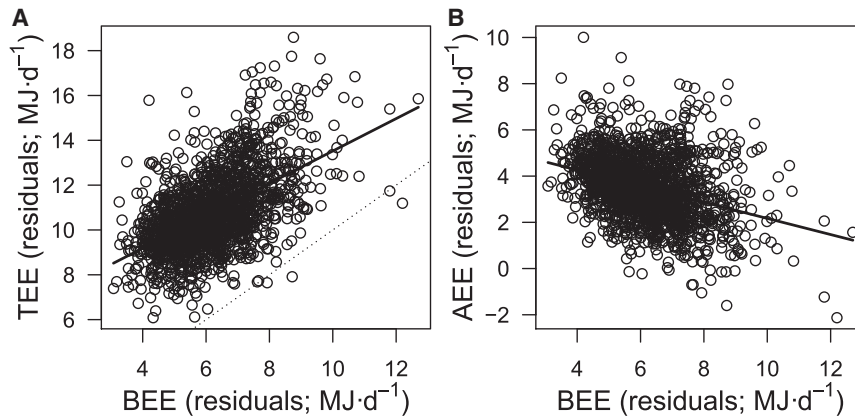 A
TEE (residuals; MJ·d⁻¹)
18
16
14
12
10
8
6
4 6 8 10 12
BEE (residuals; MJ·d⁻¹)
B
AEE (residuals; MJ·d⁻¹)
10
8
6
4
2
0
−2
4 6 8 10 12
BEE (residuals; MJ·d⁻¹)